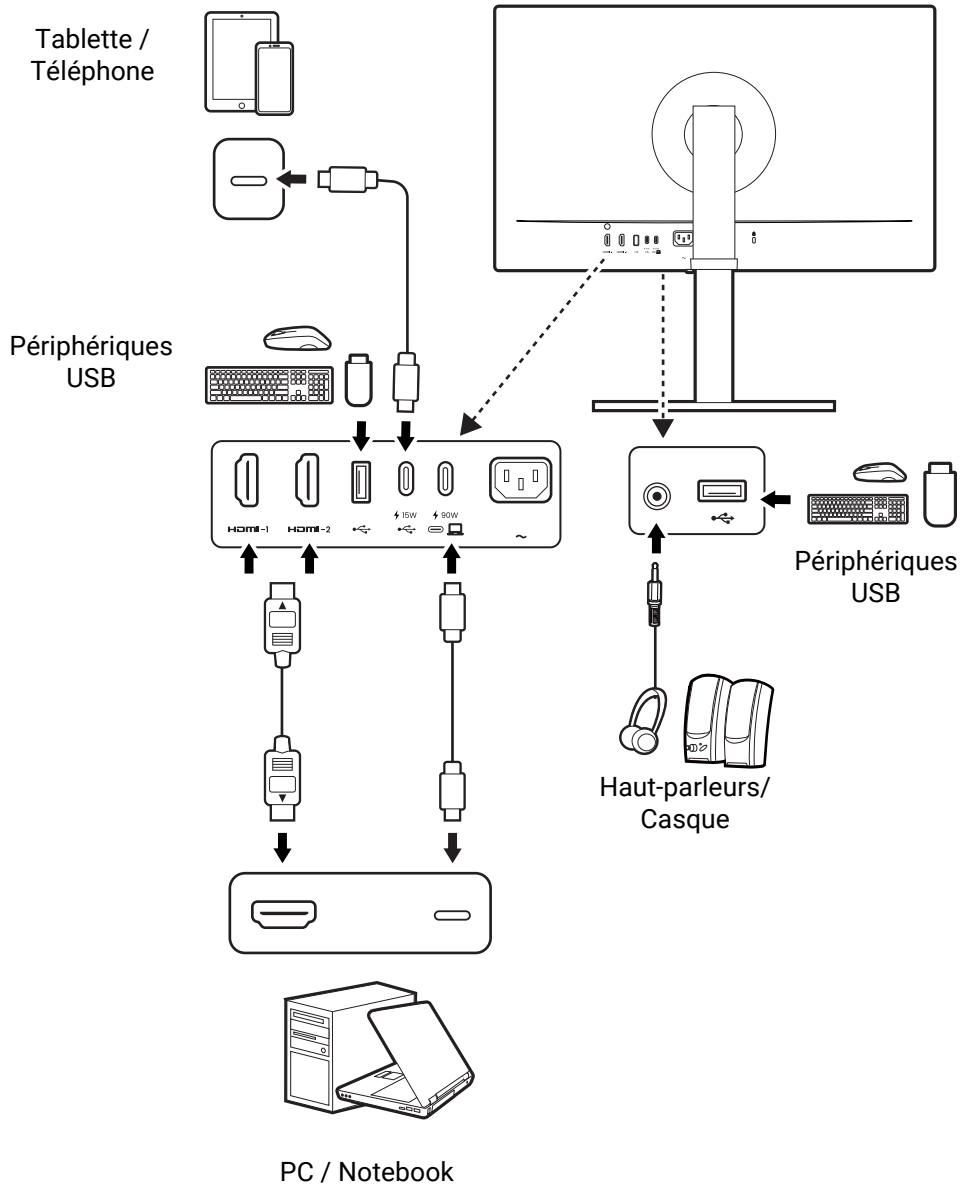 Tablette /
Téléphone
Périphériques
USB
15W
90W
HDMI-1
HDMI-2
Périphériques
USB
Haut-parleurs/
Casque
PC / Notebook